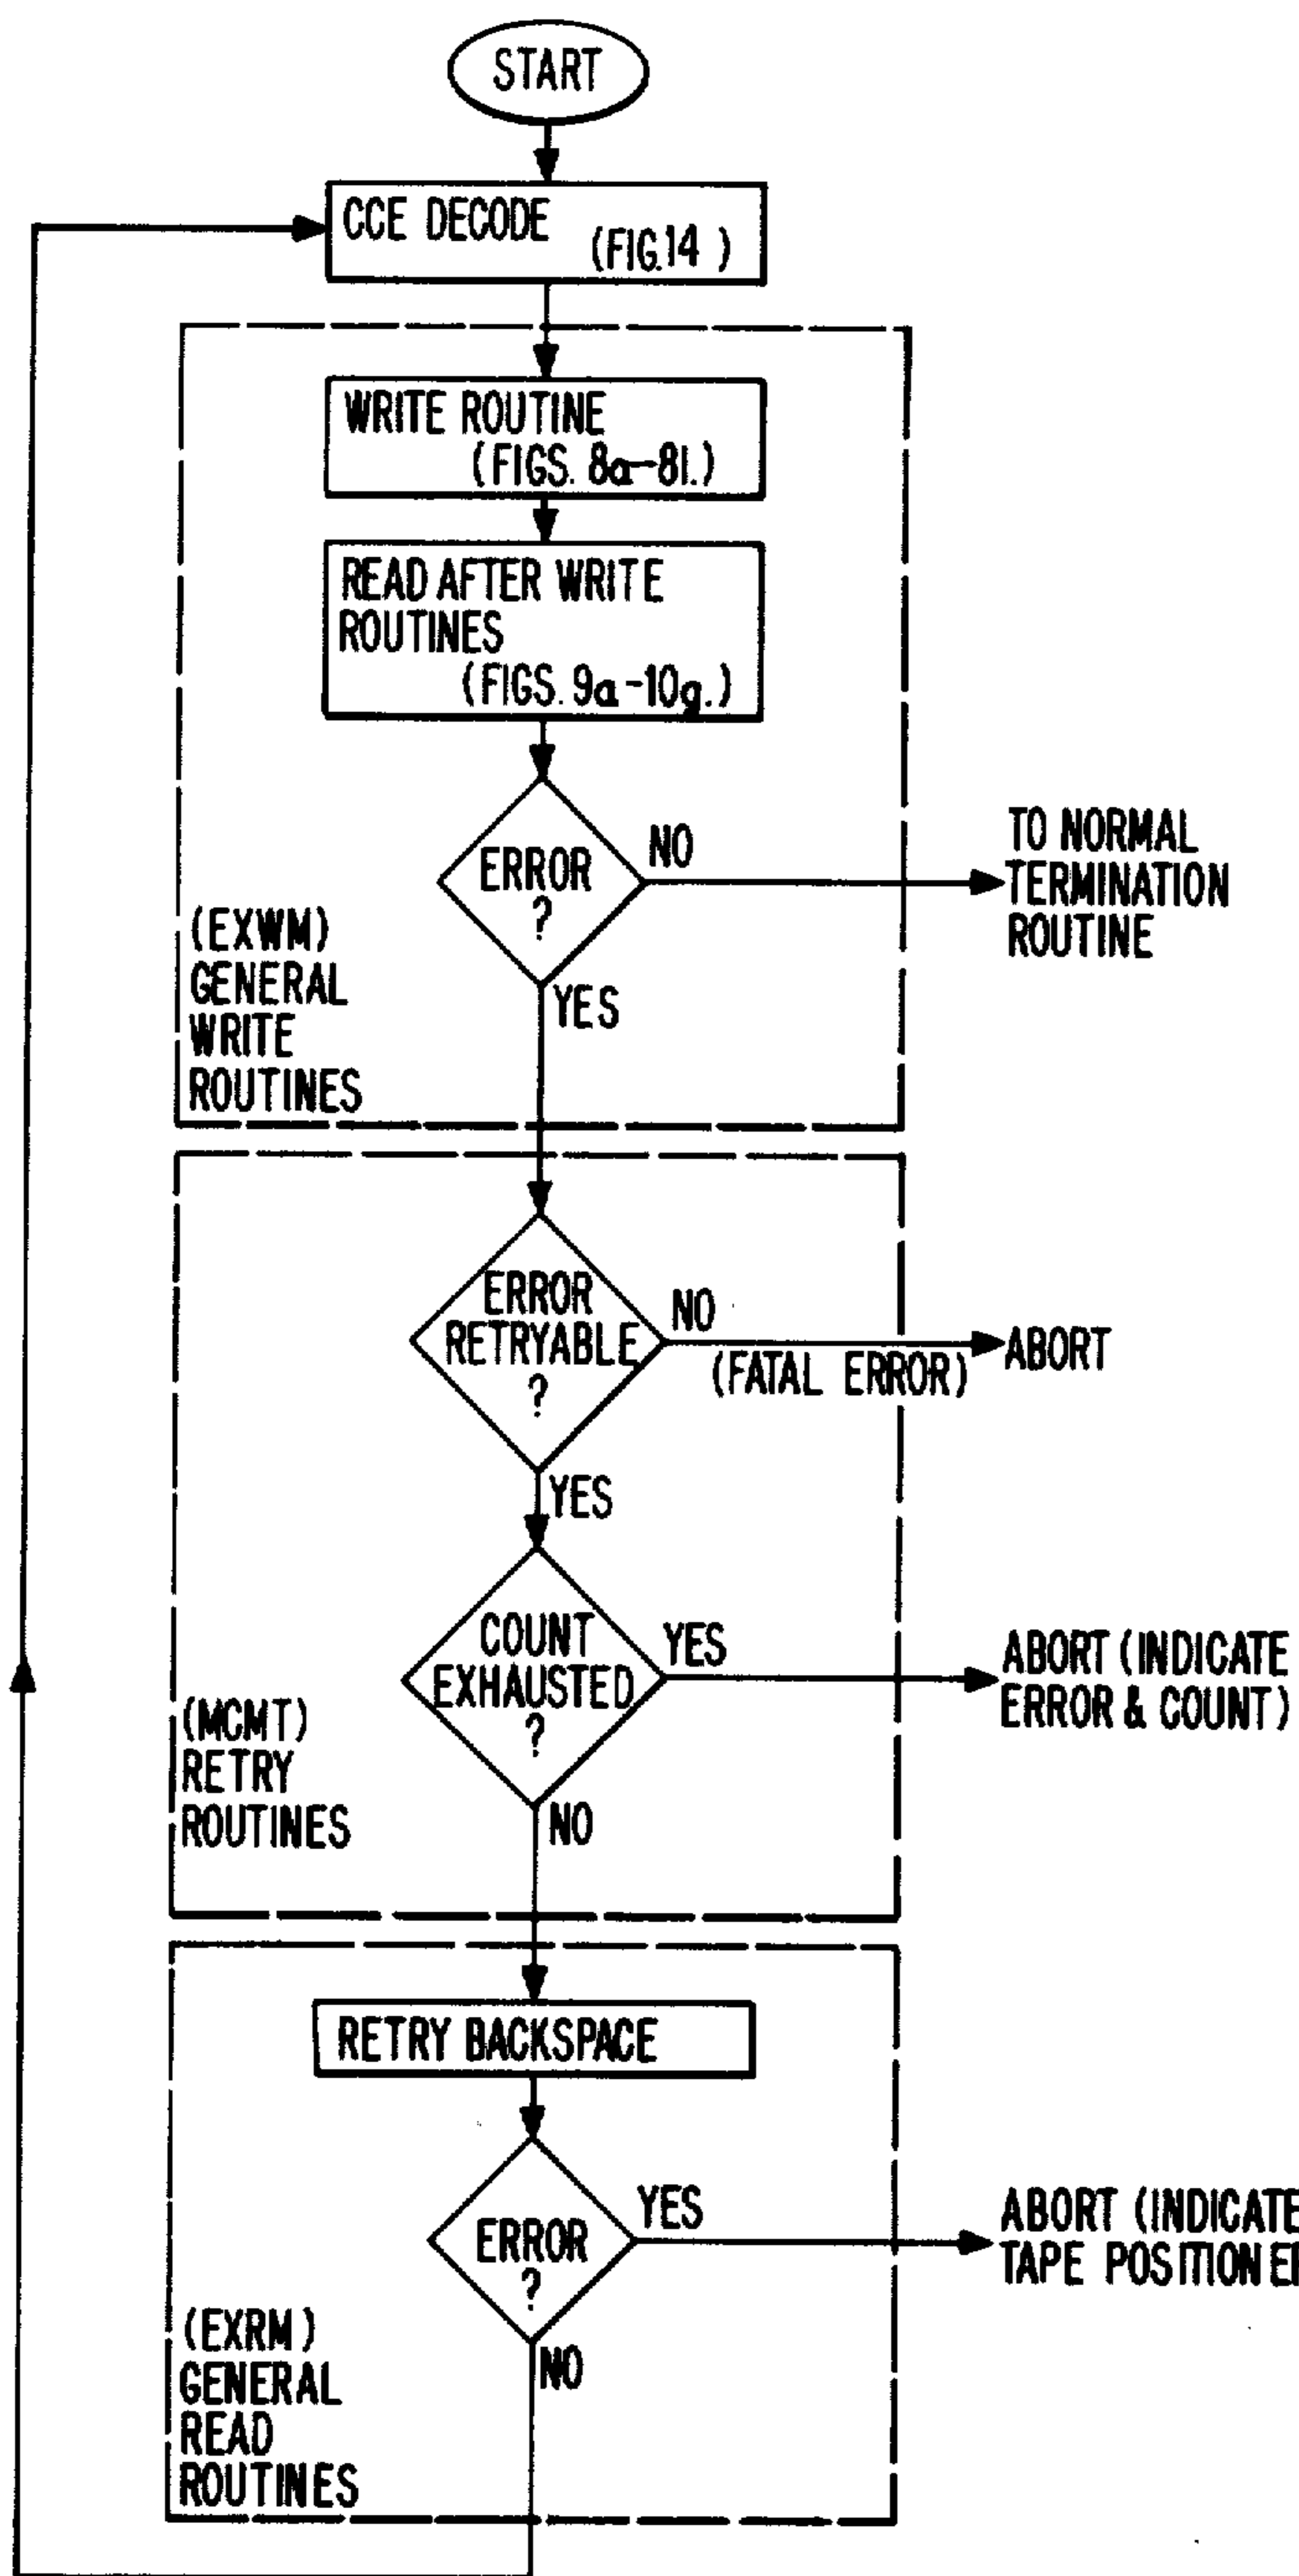 START
CCE DECODE
(FIG.14 )
WRITE ROUTINE
(FIGS. 8a-8l.)
READ AFTER WRITE
ROUTINES
(FIGS. 9a-10g.)
ERROR
?
NO
TO NORMAL
TERMINATION
ROUTINE
YES
(EXWM)
GENERAL
WRITE
ROUTINES
ERROR
RETRYABLE
?
NO
(FATAL ERROR)
ABORT
YES
COUNT
EXHAUSTED
?
YES
ABORT (INDICATE
ERROR & COUNT)
NO
(MCMT)
RETRY
ROUTINES
RETRY BACKSPACE
ERROR
?
YES
ABORT (INDICATE
TAPE POSITION
NO
(EXRM)
GENERAL
READ
ROUTINES